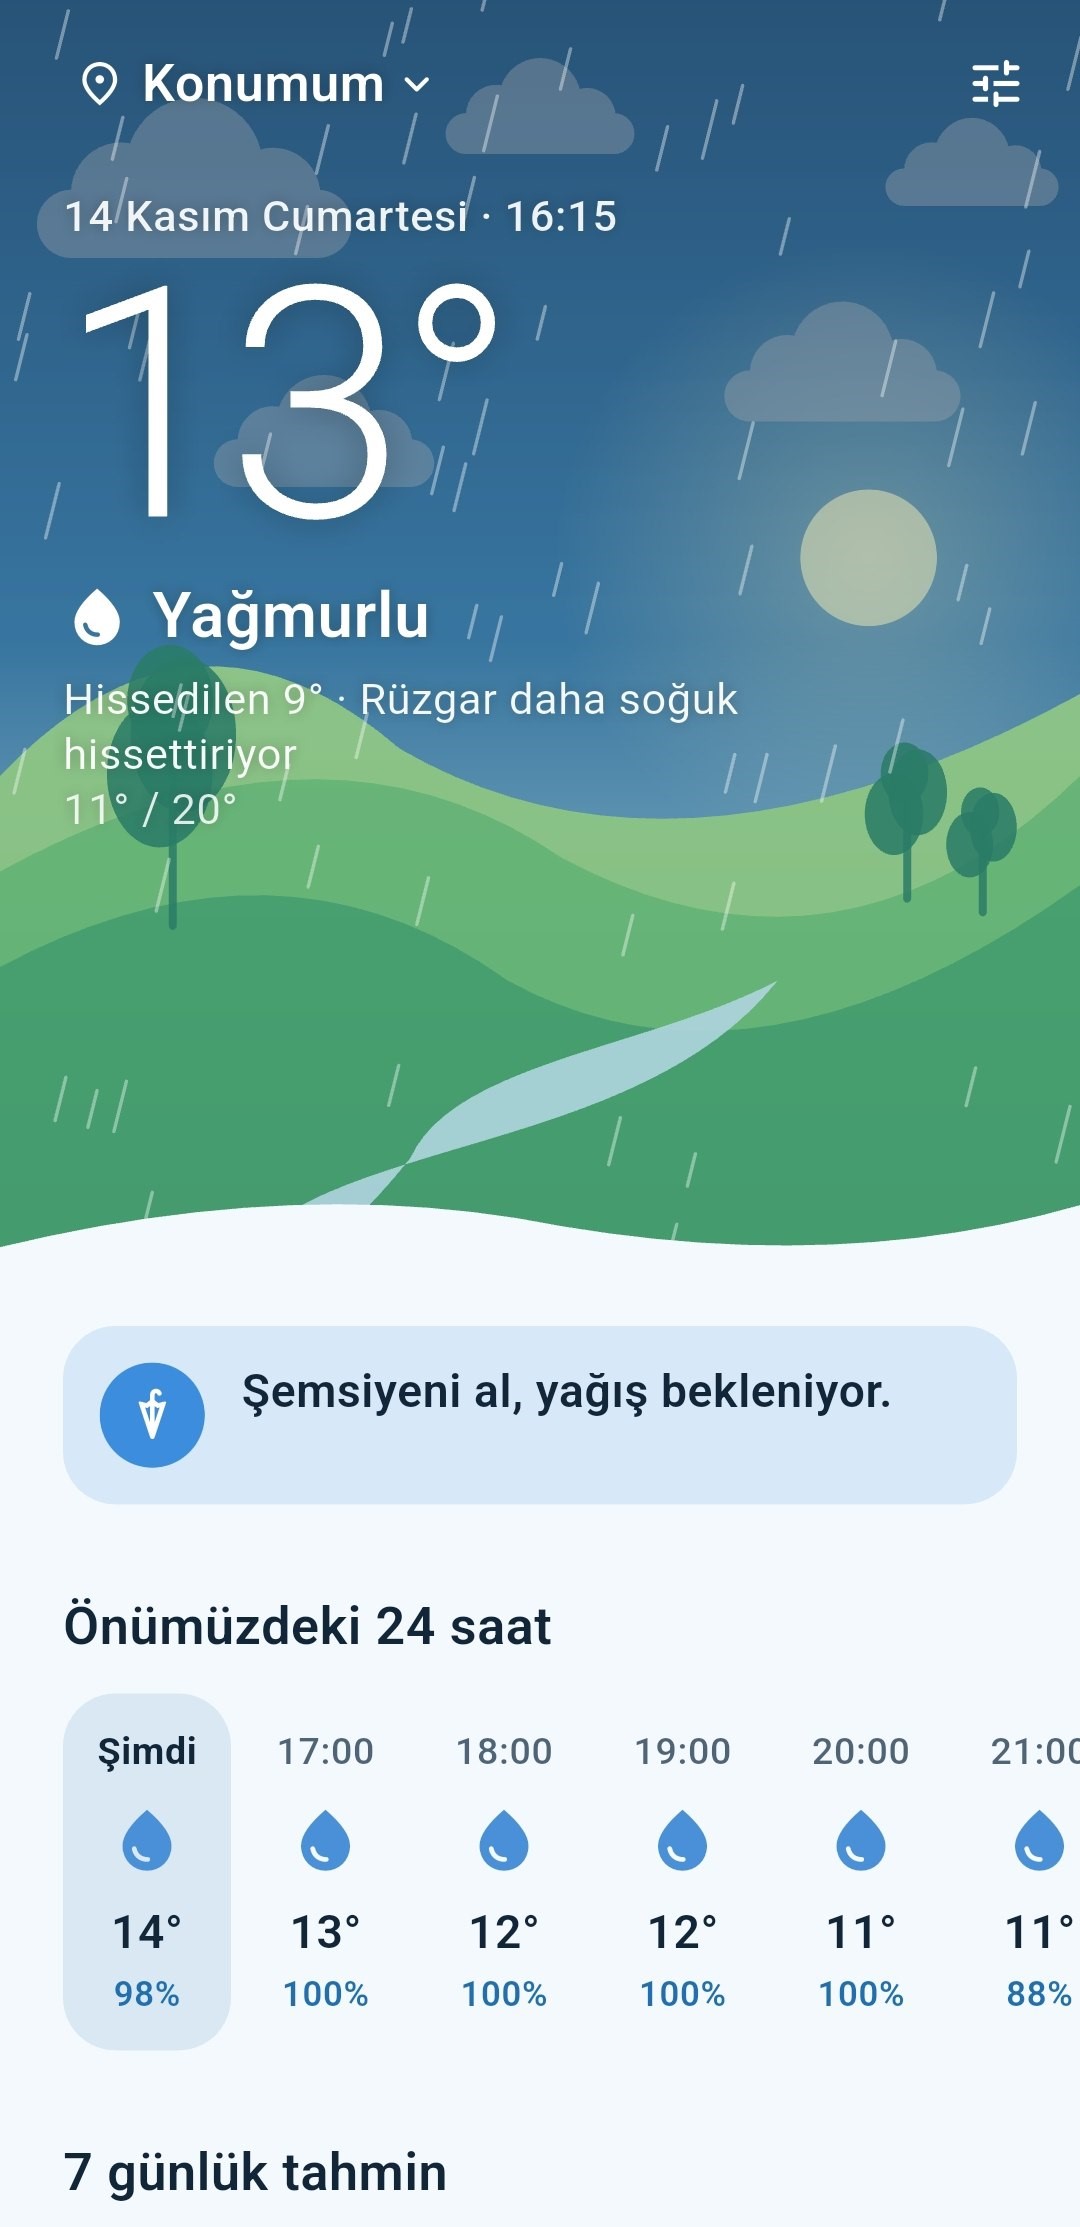 Konumum
14 Kasım Cumartesi · 16:15
13°
Yağmurlu
Hissedilen 9° · Rüzgar daha soğuk
hissettiriyor
11° / 20°
Şemsiyeni al, yağış bekleniyor.
Önümüzdeki 24 saat
Şimdi 17:00 18:00 19:00 20:00 21:00
14° 13° 12° 12° 11° 11°
98% 100% 100% 100% 100% 88%
7 günlük tahmin